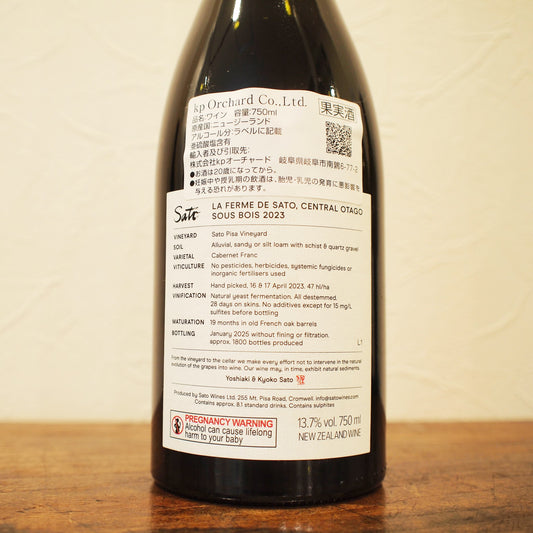 kp Orchard Co.,Ltd.
果実酒
品名:ワイン 容量:750ml
原産国:ニュージーランド
アルコール分:ラベルに記載
亜硫酸塩含有
輸入者及び引取先:
株式会社kpオーチャード 岐阜県岐阜市南鶉6-77-2
●お酒は20歳になってから。
●妊娠中や授乳期の飲酒は、胎児・乳児の発育に悪影響を
与える恐れがあります。
Sato
LA FERME DE SATO, CENTRAL OTAGO
SOUS BOIS 2023
VINEYARD Sato Pisa Vineyard
SOIL Alluvial, sandy or silt loam with schist & quartz gravel
VARIETAL Cabernet Franc
VITICULTURE No pesticides, herbicides, systemic fungicides or
inorganic fertilisers used
HARVEST Hand picked, 16 & 17 April 2023. 47 hl/ha
VINIFICATION Natural yeast fermentation. All destemmed,
28 days on skins. No additives except for 15 mg/L
sulfites before bottling
MATURATION 19 months in old French oak barrels
BOTTLING January 2025 without fining or filtration.
approx. 1800 bottles produced L1
From the vineyard to the cellar we make every effort not to intervene in the natural
evolution of the grapes into wine. Our wine may, in time, exhibit natural sediments.
Yoshiaki & Kyoko Sato
Produced by Sato Wines Ltd. 255 Mt. Pisa Road, Cromwell. info@satowines.com
Contains approx. 8.1 standard drinks. Contains sulphites
PREGNANCY WARNING
Alcohol can cause lifelong
harm to your baby
13.7% vol. 750 ml
NEW ZEALAND WINE